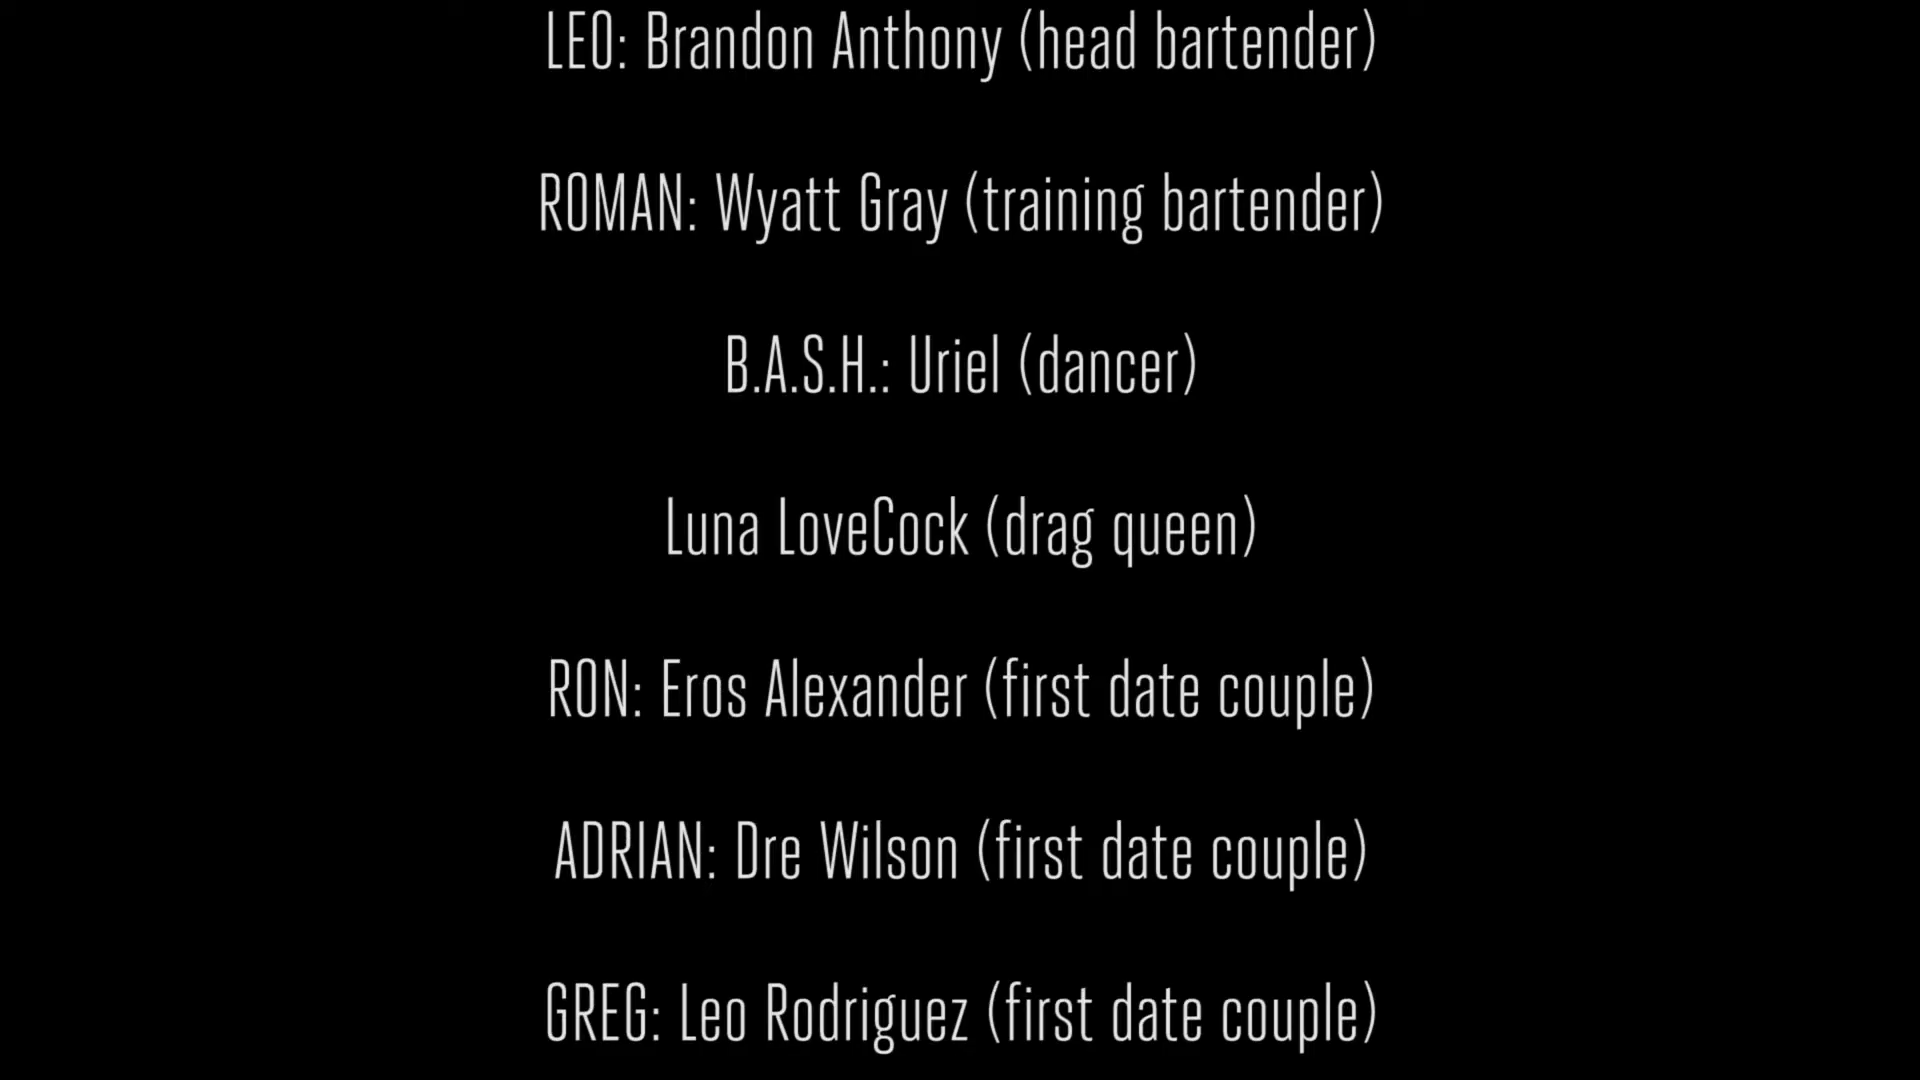 LEO: Brandon Anthony (head bartender)
ROMAN: Wyatt Gray (training bartender)
B.A.S.H.: Uriel (dancer)
Luna LoveCock (drag queen)
RON: Eros Alexander (first date couple)
ADRIAN: Dre Wilson (first date couple)
GREG: Leo Rodriguez (first date couple)